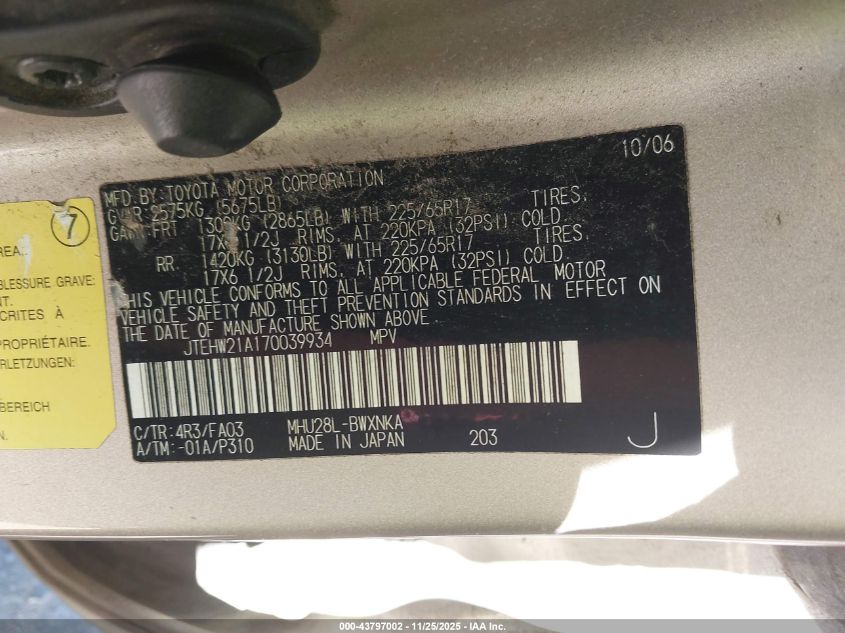 10/06
MFD.BY:TOYOTA MOTOR CORPORATION
GVWR:2575KG (5675LB)
GAWR:FRT 1300KG (2865LB) WITH 225/65R17 TIRES,
17X6 1/2J RIMS, AT 220KPA (32PSI) COLD.
RR. 1420KG (3130LB) WITH 225/65R17 TIRES,
17X6 1/2J RIMS, AT 220KPA (32PSI) COLD.
THIS VEHICLE CONFORMS TO ALL APPLICABLE FEDERAL MOTOR
VEHICLE SAFETY AND THEFT PREVENTION STANDARDS IN EFFECT ON
THE DATE OF MANUFACTURE SHOWN ABOVE.
JTEHW21A170039934 MPV
C/TR:4R3/FA03 MHU28L-BWXNKA
A/TM:-01A/P310 MADE IN JAPAN 203 J
7
REA.
BLESSURE GRAVE:
NT.
CRITES À
PROPRIÉTAIRE.
RLETZUNGEN:
BEREICH
N.
000-43797002 - 11/25/2025 - IAA Inc.